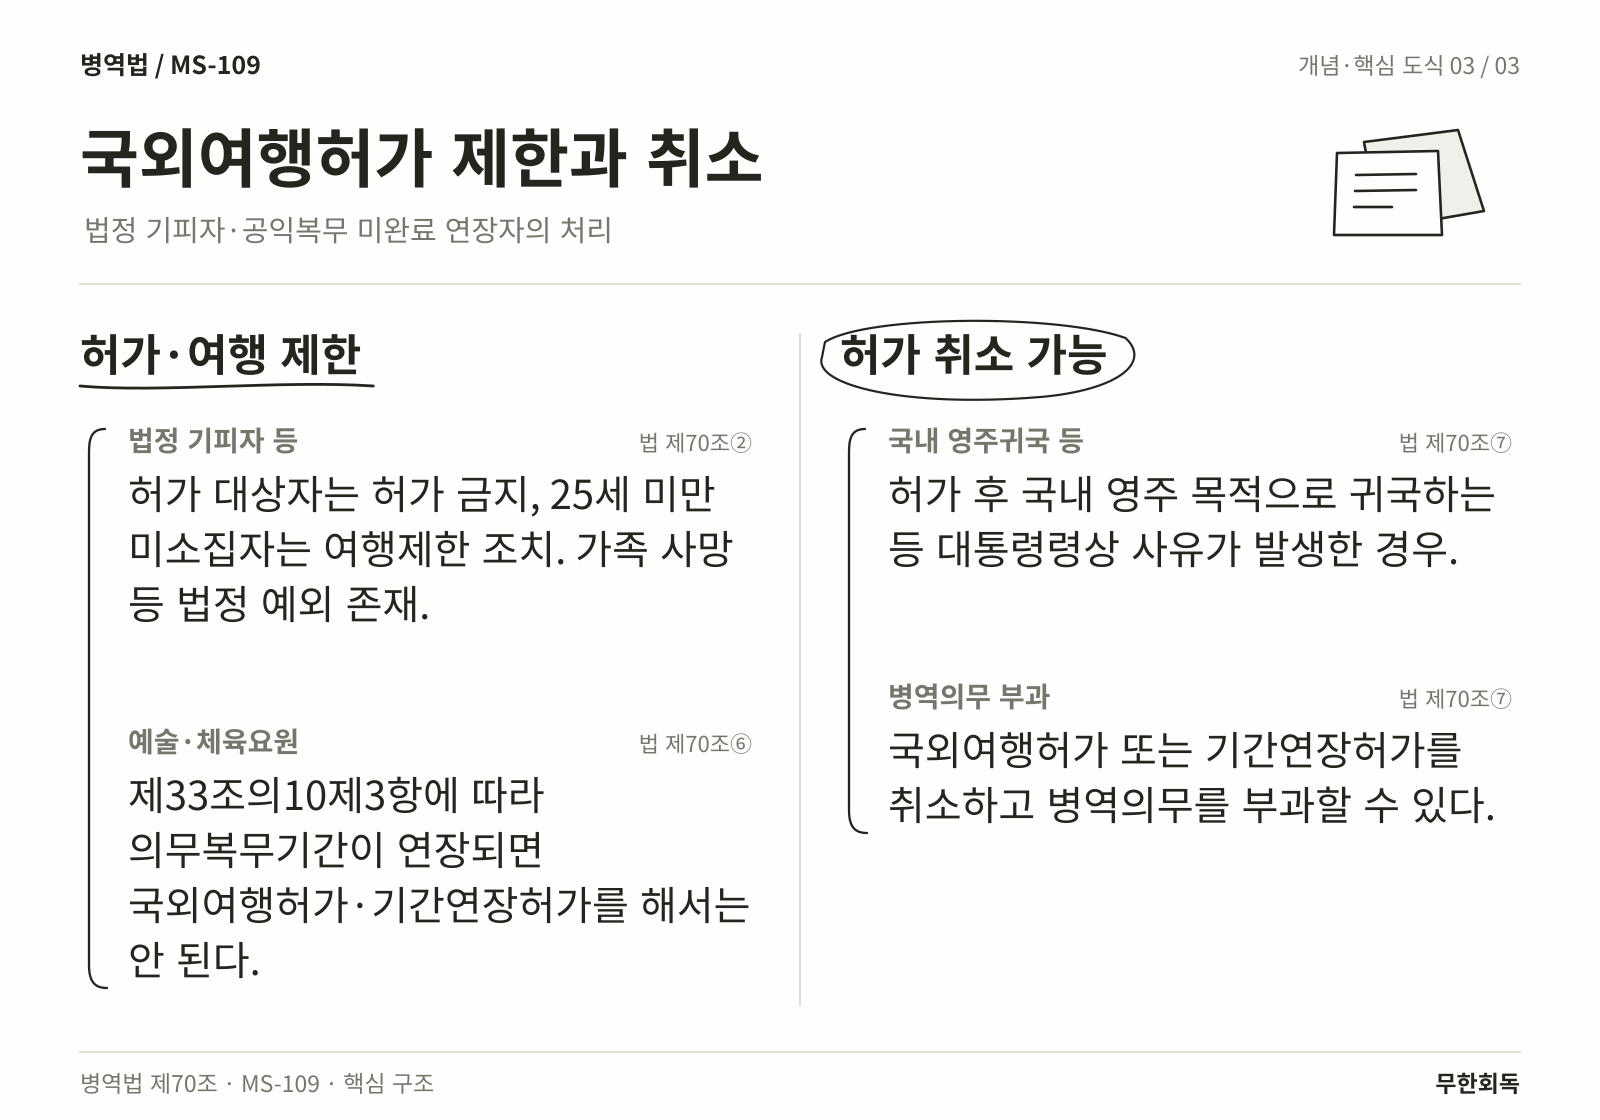 병역법 / MS-109
개념·핵심 도식 03 / 03
국외여행허가 제한과 취소
법정 기피자·공익복무 미완료 연장자의 처리
허가·여행 제한
법정 기피자 등
법 제70조②
허가 대상자는 허가 금지, 25세 미만
미소집자는 여행제한 조치. 가족 사망
등 법정 예외 존재.
예술·체육요원
법 제70조⑥
제33조의10제3항에 따라
의무복무기간이 연장되면
국외여행허가·기간연장허가를 해서는
안 된다.
허가 취소 가능
국내 영주귀국 등
법 제70조⑦
허가 후 국내 영주 목적으로 귀국하는
등 대통령령상 사유가 발생한 경우.
병역의무 부과
법 제70조⑦
국외여행허가 또는 기간연장허가를
취소하고 병역의무를 부과할 수 있다.
병역법 제70조 · MS-109 · 핵심 구조
무한회독